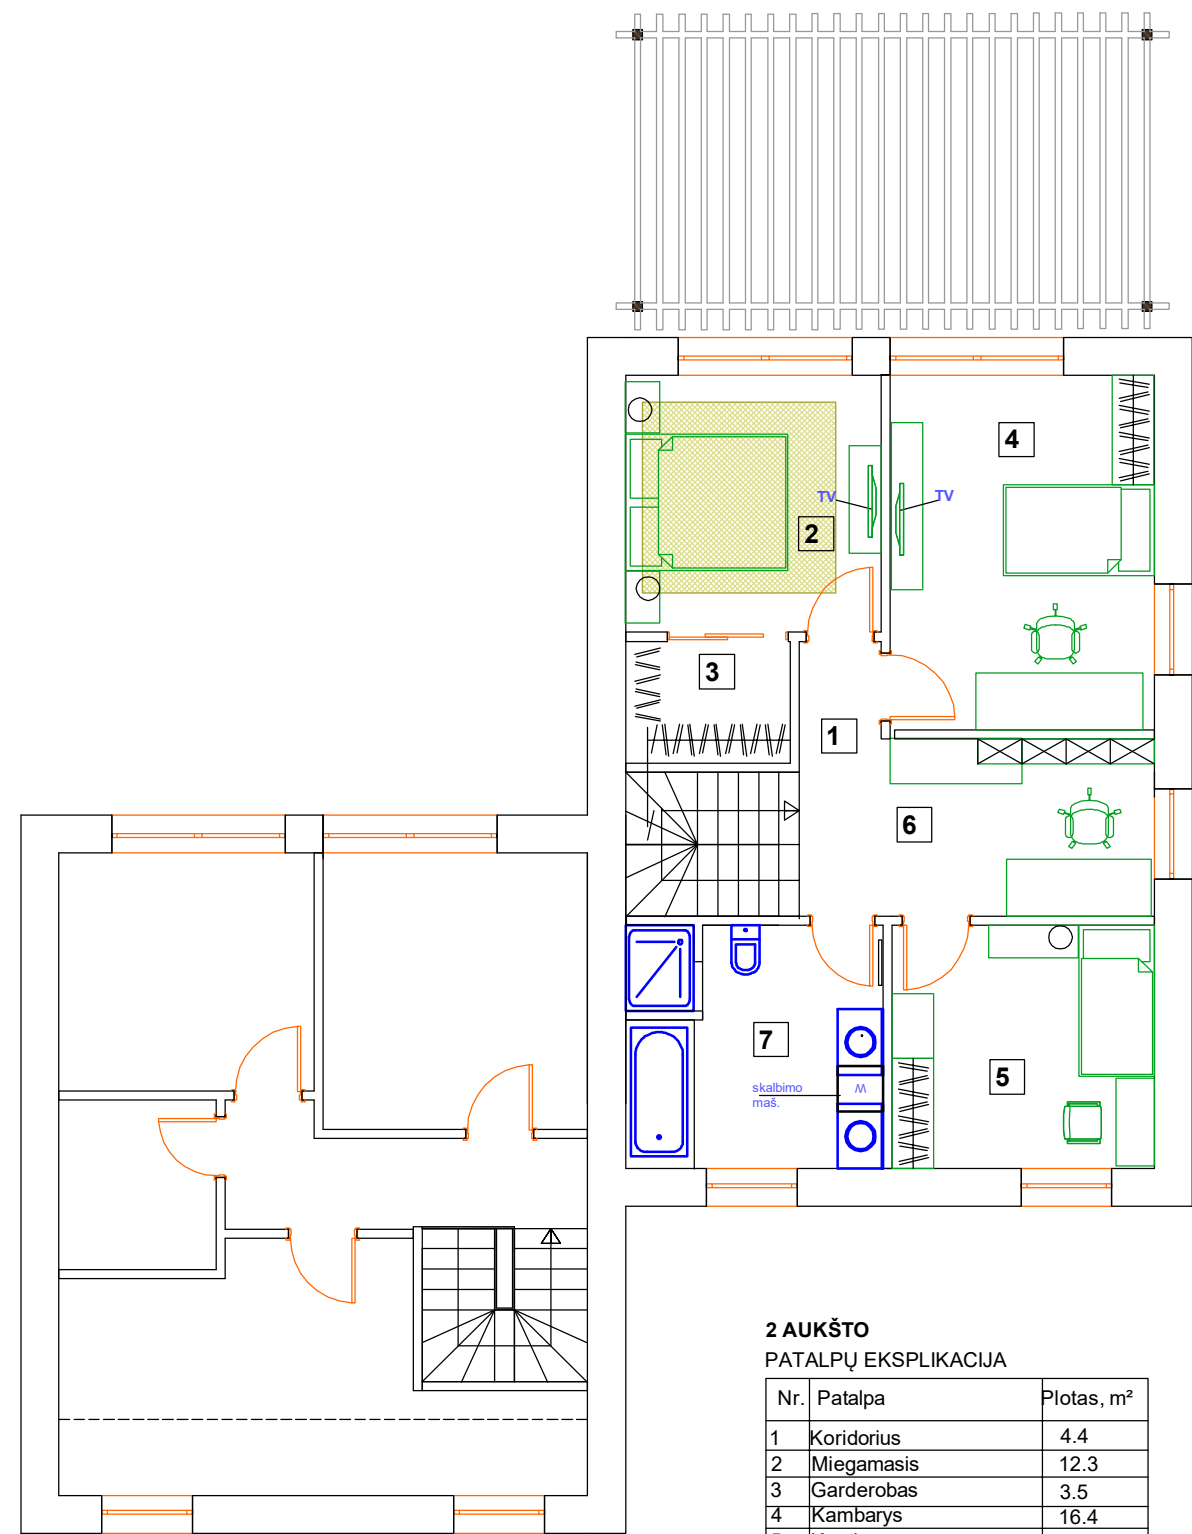 4
TV
TV
2
3
1
6
7
5
skalbimo
maš.
M
2 AUKŠTO
PATALPŲ EKSPLIKACIJA
Nr. Patalpa Plotas, m²
1 Koridorius 4.4
2 Miegamasis 12.3
3 Garderobas 3.5
4 Kambarys 16.4